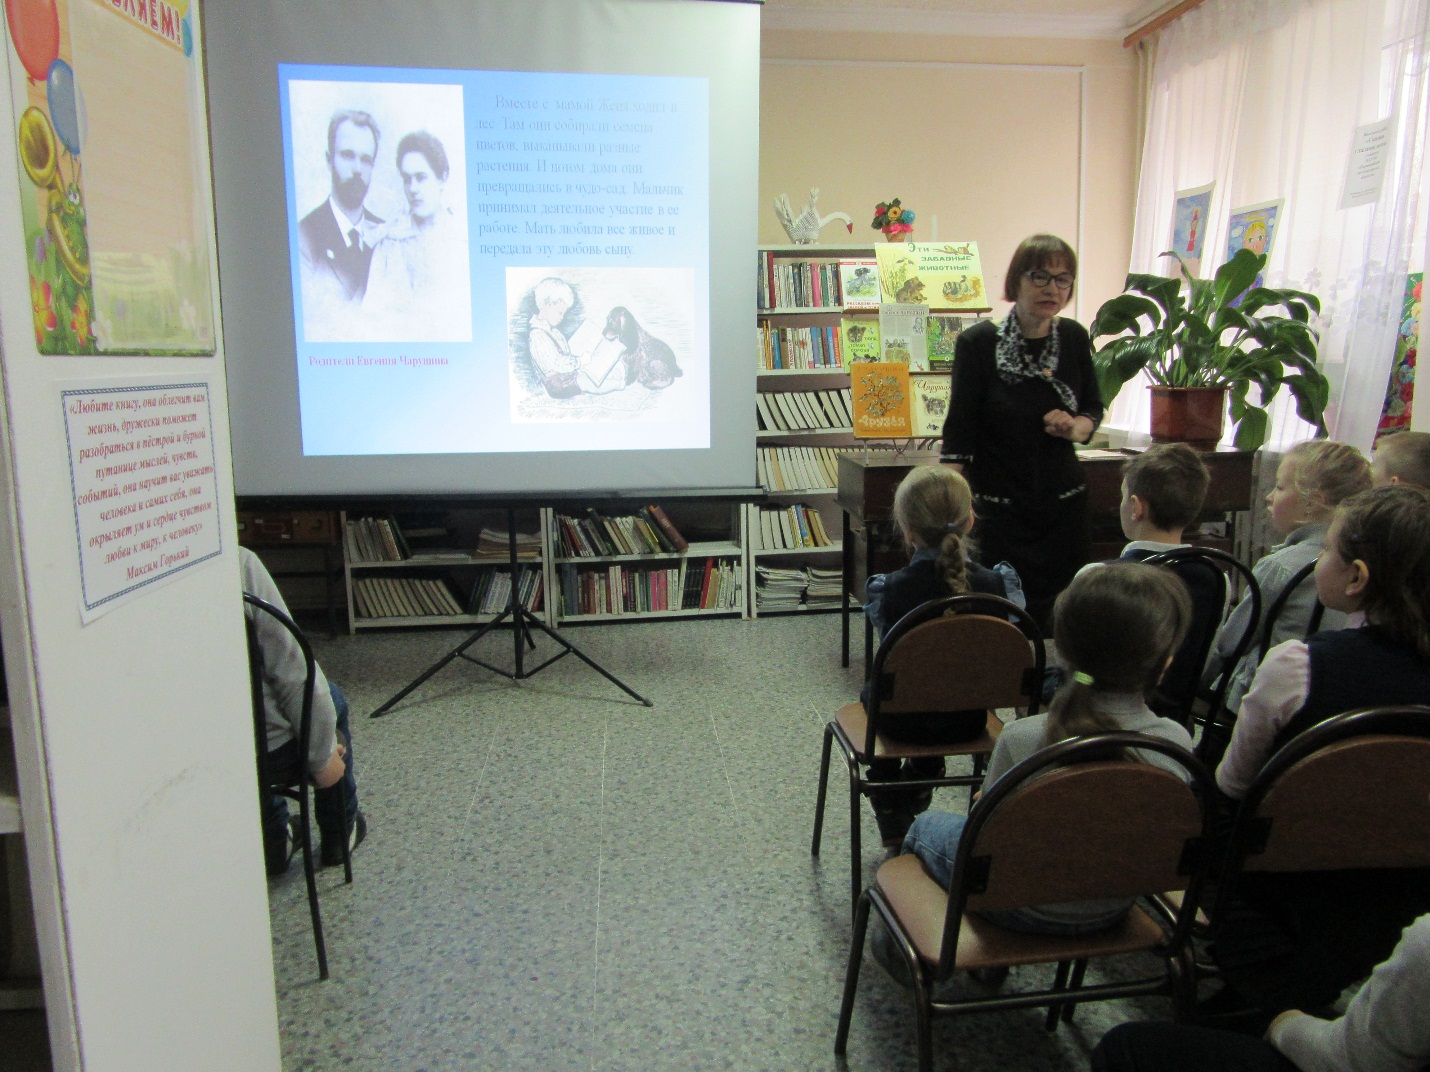 ВЛЯЕМ!
«Любите книгу, она облегчит вам
жизнь, дружески поможет
разобраться в пёстрой и бурной
путанице мыслей, чувств,
событий, она научит вас уважать
человека и самих себя, она
окрыляет ум и сердце чувством
любви к миру, к человеку»
Максим Горький
Вместе с мамой Женя ходил в
лес. Там они собирали семена
цветов, выкапывали разные
растения. И потом дома они
превращались в чудо-сад. Мальчик
принимал деятельное участие в ее
работе. Мать любила все живое и
передала эту любовь сыну.
Родители Евгения Чарушина
Эти
забавные
животные
Друзья